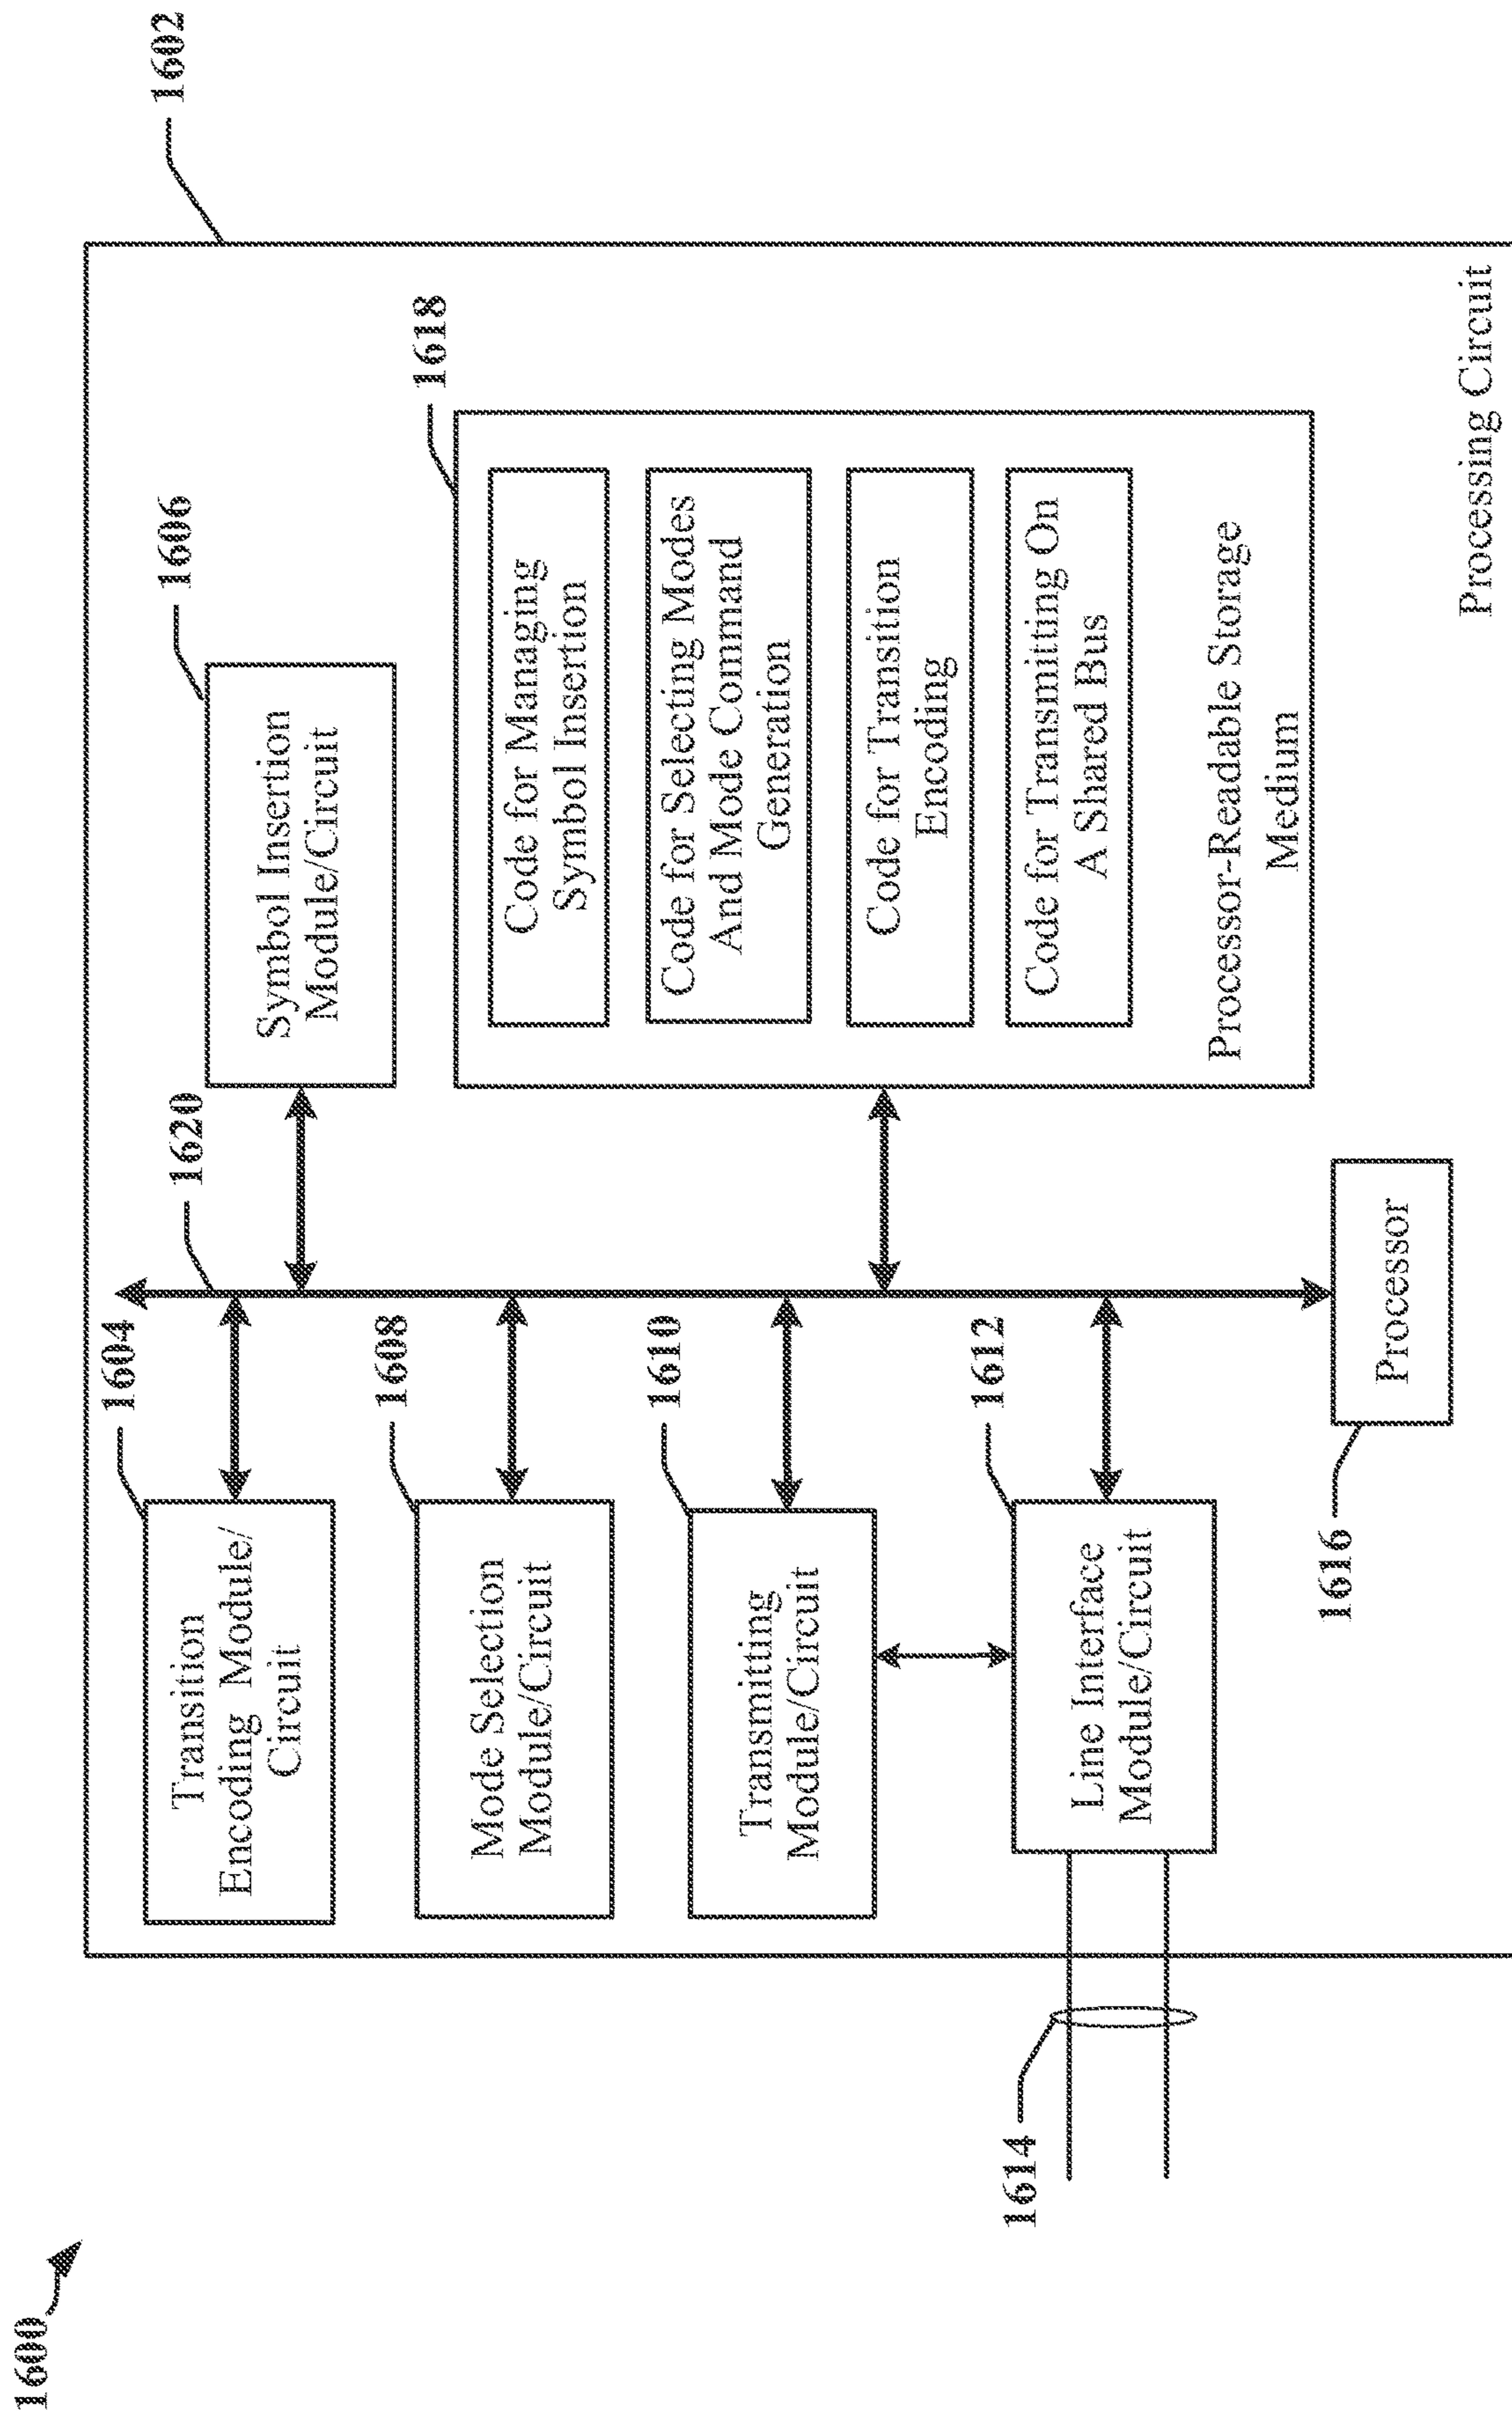 1600
1602
1604
Transition
Encoding Module/
Circuit
1620
1606
Symbol Insertion
Module/Circuit
1608
Mode Selection
Module/Circuit
1618
Code for Managing
Symbol Insertion
Code for Selecting Modes
And Mode Command
Generation
Code for Transition
Encoding
Code for Transmitting On
A Shared Bus
Processor-Readable Storage
Medium
1610
Transmitting
Module/Circuit
1612
Line Interface
Module/Circuit
1614
1616
Processor
Processing Circuit